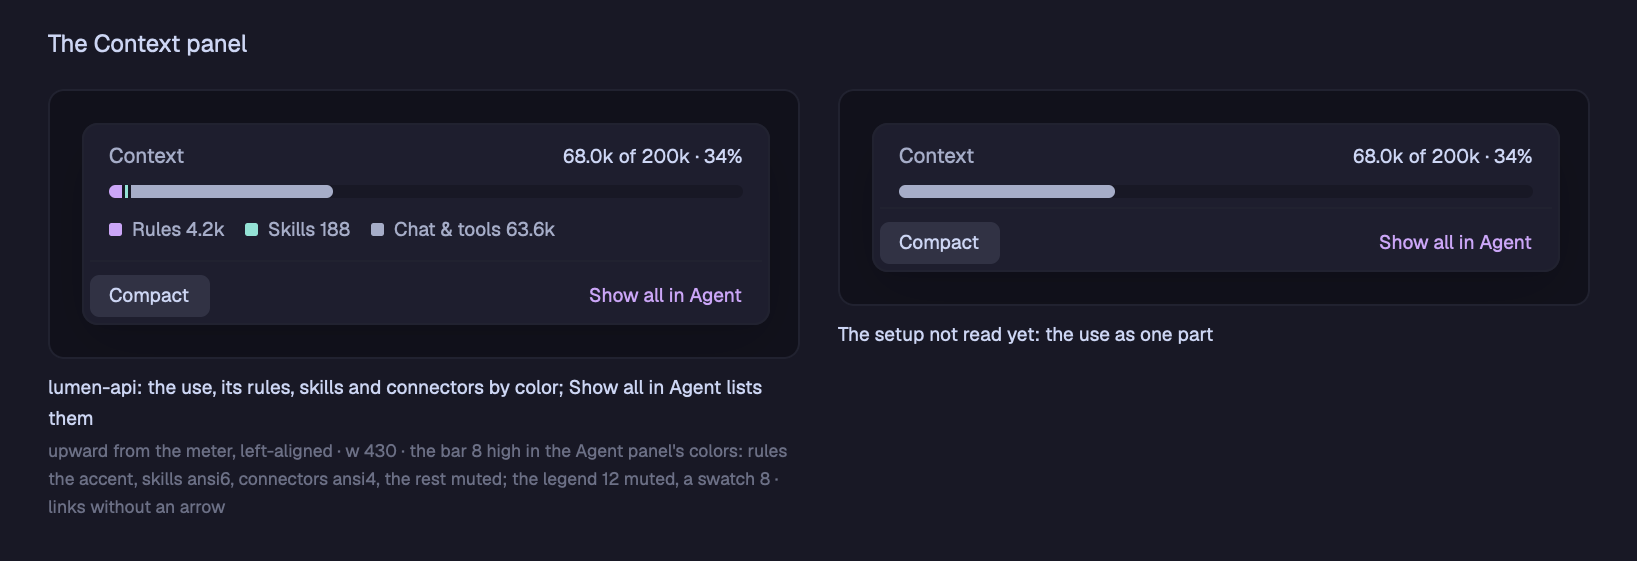 The Context panel
Context
68.0k of 200k · 34%
Rules 4.2k
Skills 188
Chat & tools 63.6k
Compact
Show all in Agent
lumen-api: the use, its rules, skills and connectors by color; Show all in Agent lists
them
upward from the meter, left-aligned · w 430 · the bar 8 high in the Agent panel's colors: rules
the accent, skills ansi6, connectors ansi4, the rest muted; the legend 12 muted, a swatch 8 ·
links without an arrow
Context
68.0k of 200k · 34%
Compact
Show all in Agent
The setup not read yet: the use as one part